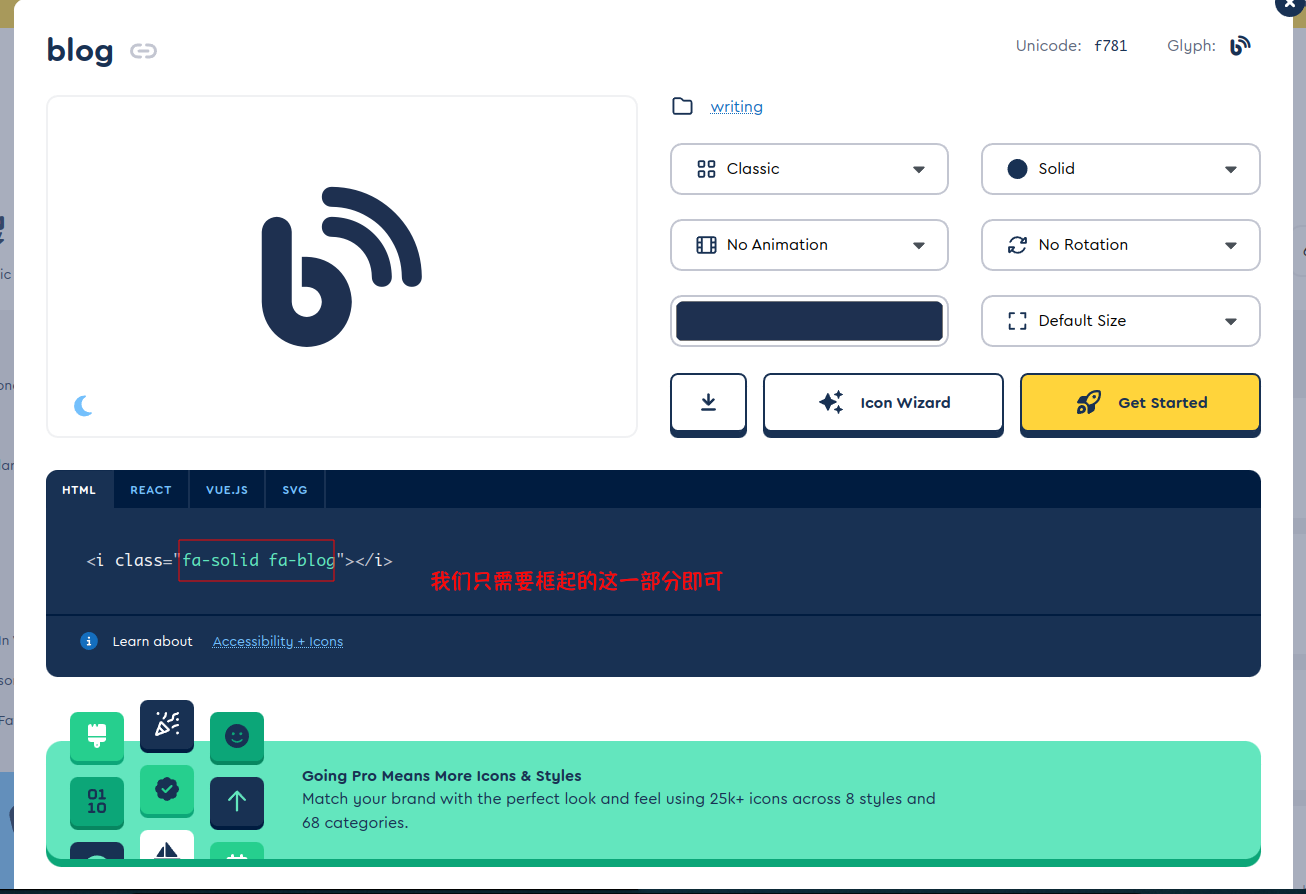 blog
Unicode: f781 Glyph:
writing
Classic
Solid
No Animation
No Rotation
Default Size
Icon Wizard
Get Started
HTML REACT VUE.JS SVG
<i class="fa-solid fa-blog"></i>
我们只需要框起的这一部分即可
Learn about Accessibility + Icons
01
10
Going Pro Means More Icons & Styles
Match your brand with the perfect look and feel using 25k+ icons across 8 styles and
68 categories.